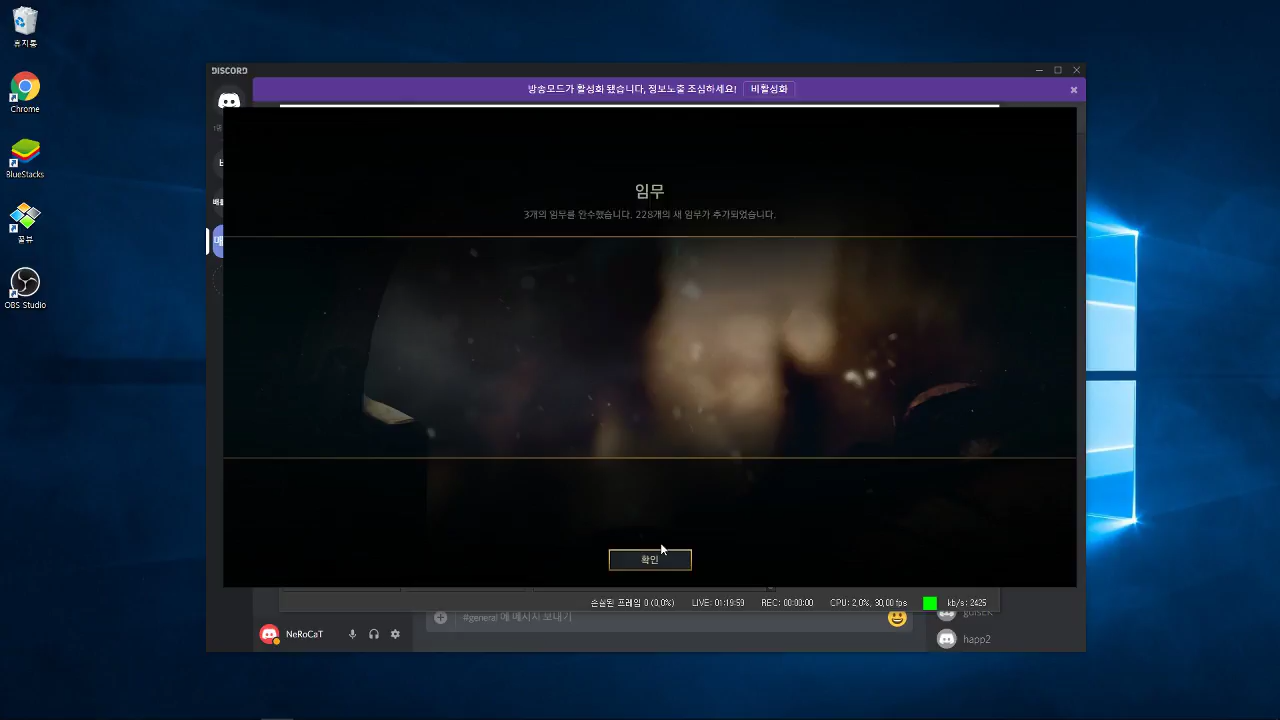 휴지통
Chrome
BlueStacks
꿀뷰
OBS Studio
DISCORD
방송모드가 활성화 됐습니다, 정보노출 조심하세요!
비활성화
임무
3개의 임무를 완수했습니다. 228개의 새 임무가 추가되었습니다.
확인
손실된 프레임 0 (0,0%)
LIVE: 01:19:59
REC: 00:00:00
CPU: 2,0%, 30,00 fps
kb/s: 2425
#general 에 메시지 보내기
NeRoCaT
happ2